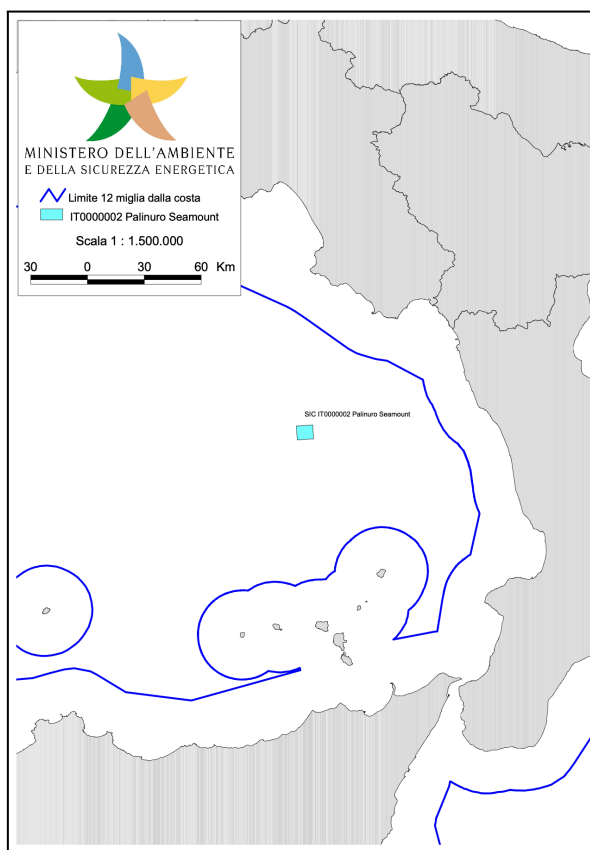 MINISTERO DELL'AMBIENTE
E DELLA SICUREZZA ENERGETICA
Limite 12 miglia dalla costa
IT0000002 Palinuro Seamount
Scala 1 : 1.500.000
30 0 30 60 Km
SIC IT0000002 Palinuro Seamount